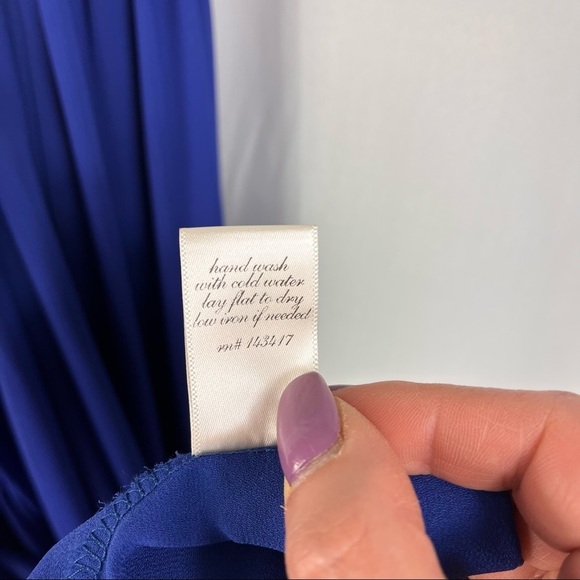 hand wash
with cold water
lay flat to dry
low iron if needed
rn# 143417